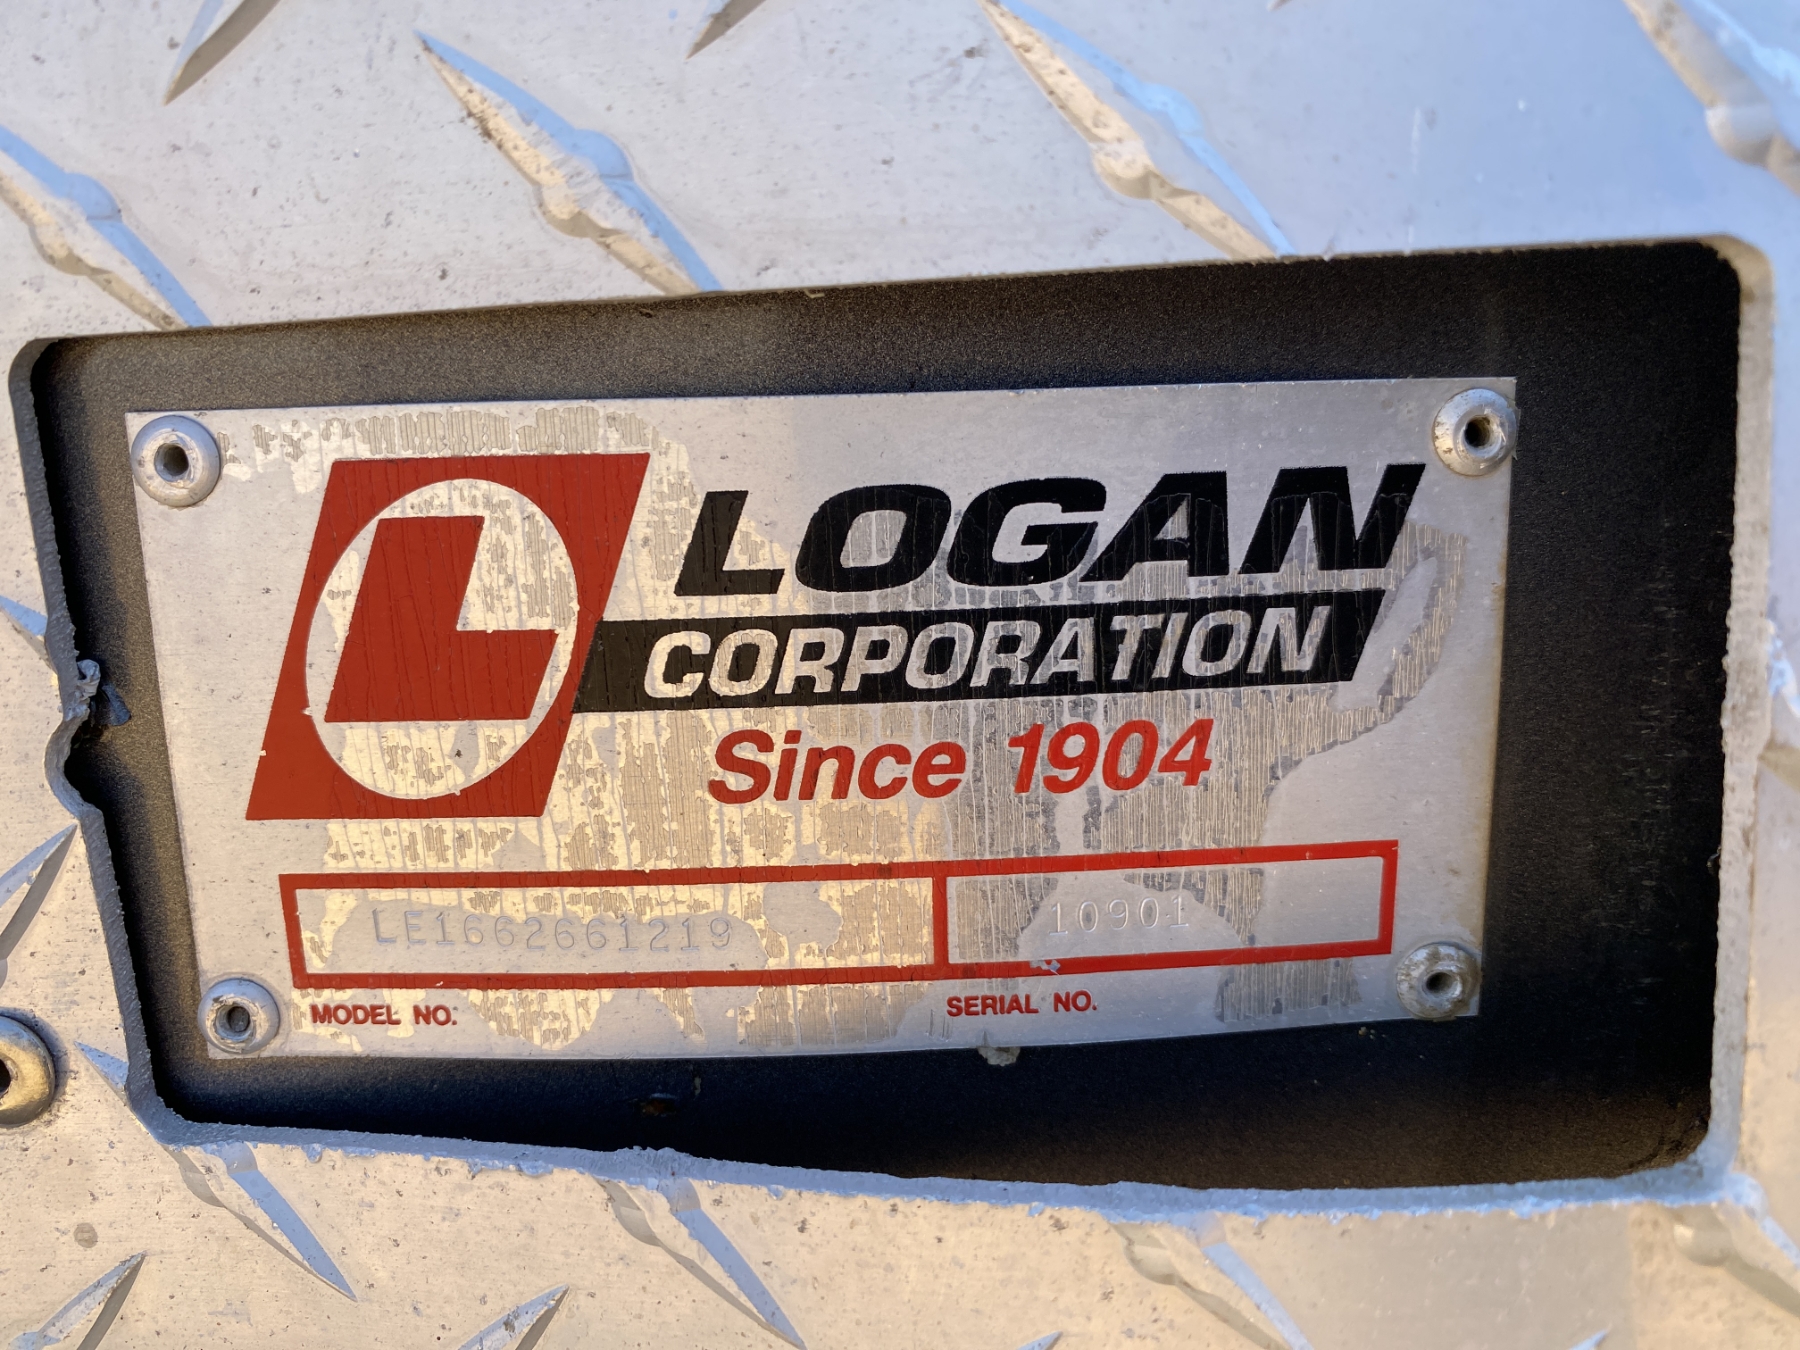 L
LOGAN
CORPORATION
Since 1904
LE1662661219 10901
MODEL NO. SERIAL NO.